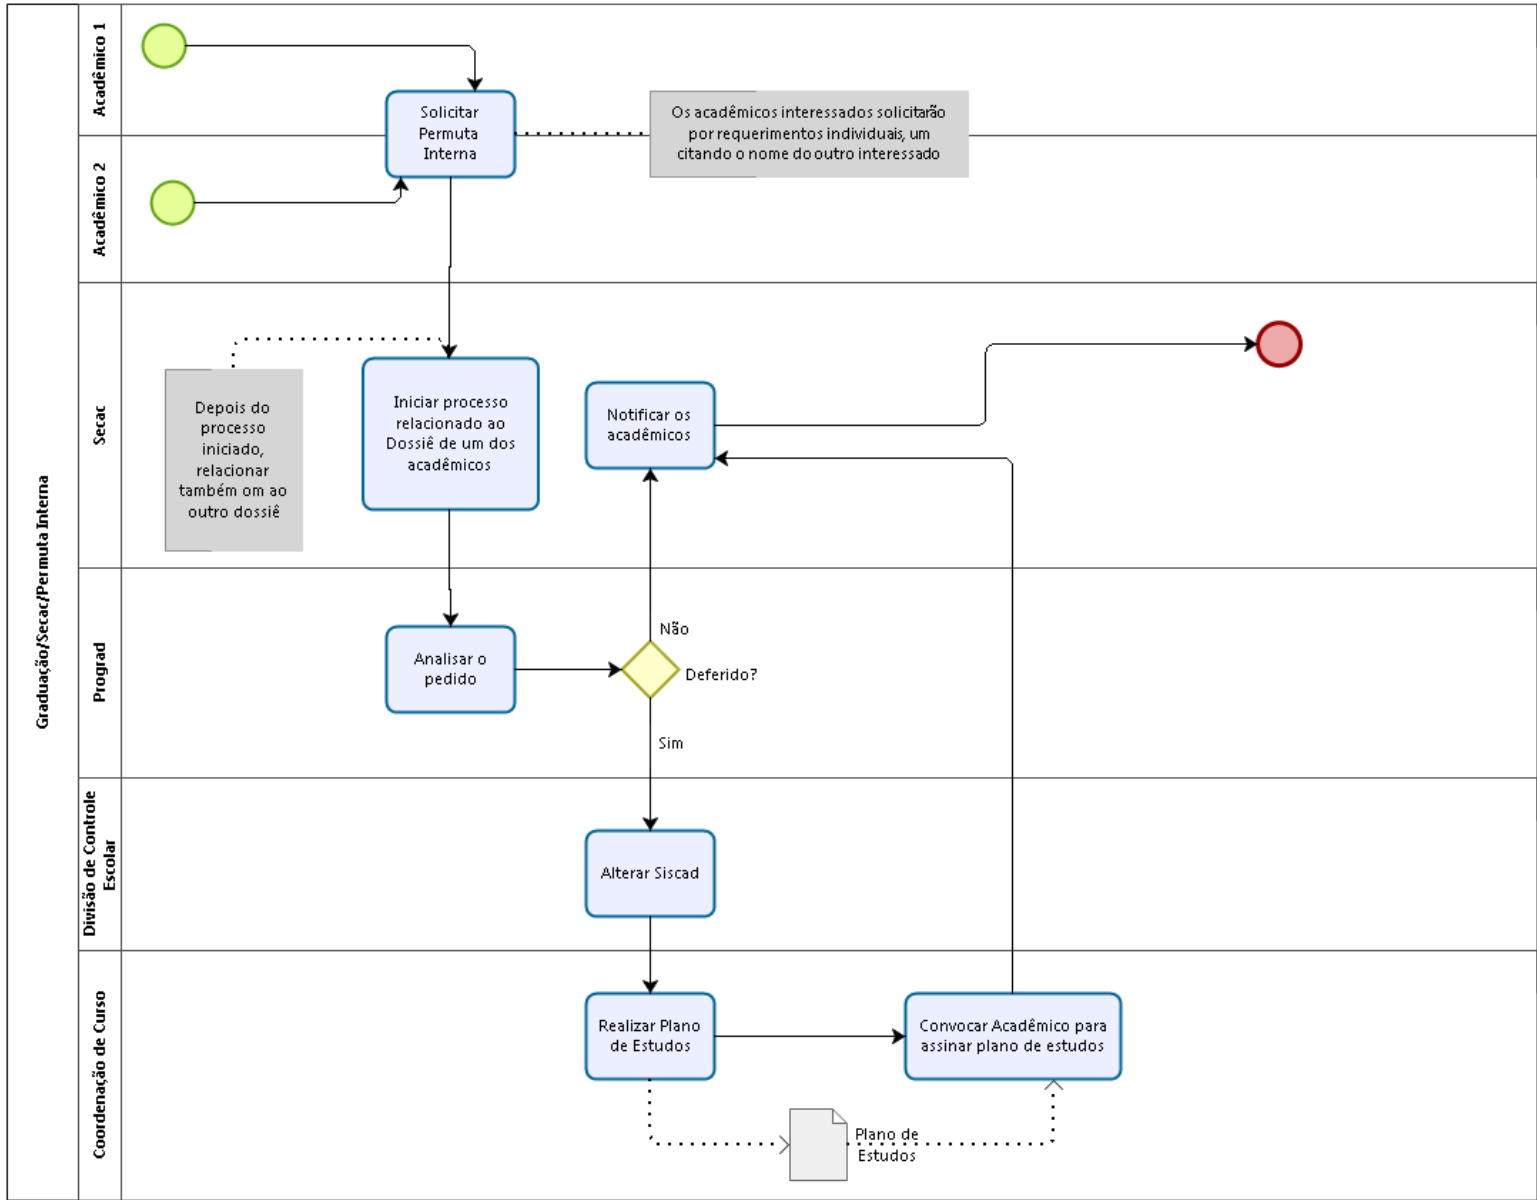 Graduação/Secac/Permuta Interna
Acadêmico 1
Solicitar
Permuta
Interna
Os acadêmicos interessados solicitarão
por requerimentos individuais, um
citando o nome do outro interessado
Acadêmico 2
Secac
Depois do
processo
iniciado,
relacionar
também om ao
outro dossiê
Iniciar processo
relacionado ao
Dossiê de um dos
acadêmicos
Notificar os
acadêmicos
Prograd
Analisar o
pedido
Não
Deferido?
Sim
Divisão de Controle
Escolar
Alterar Siscad
Coordenação de Curso
Realizar Plano
de Estudos
Convocar Acadêmico para
assinar plano de estudos
Plano de
Estudos